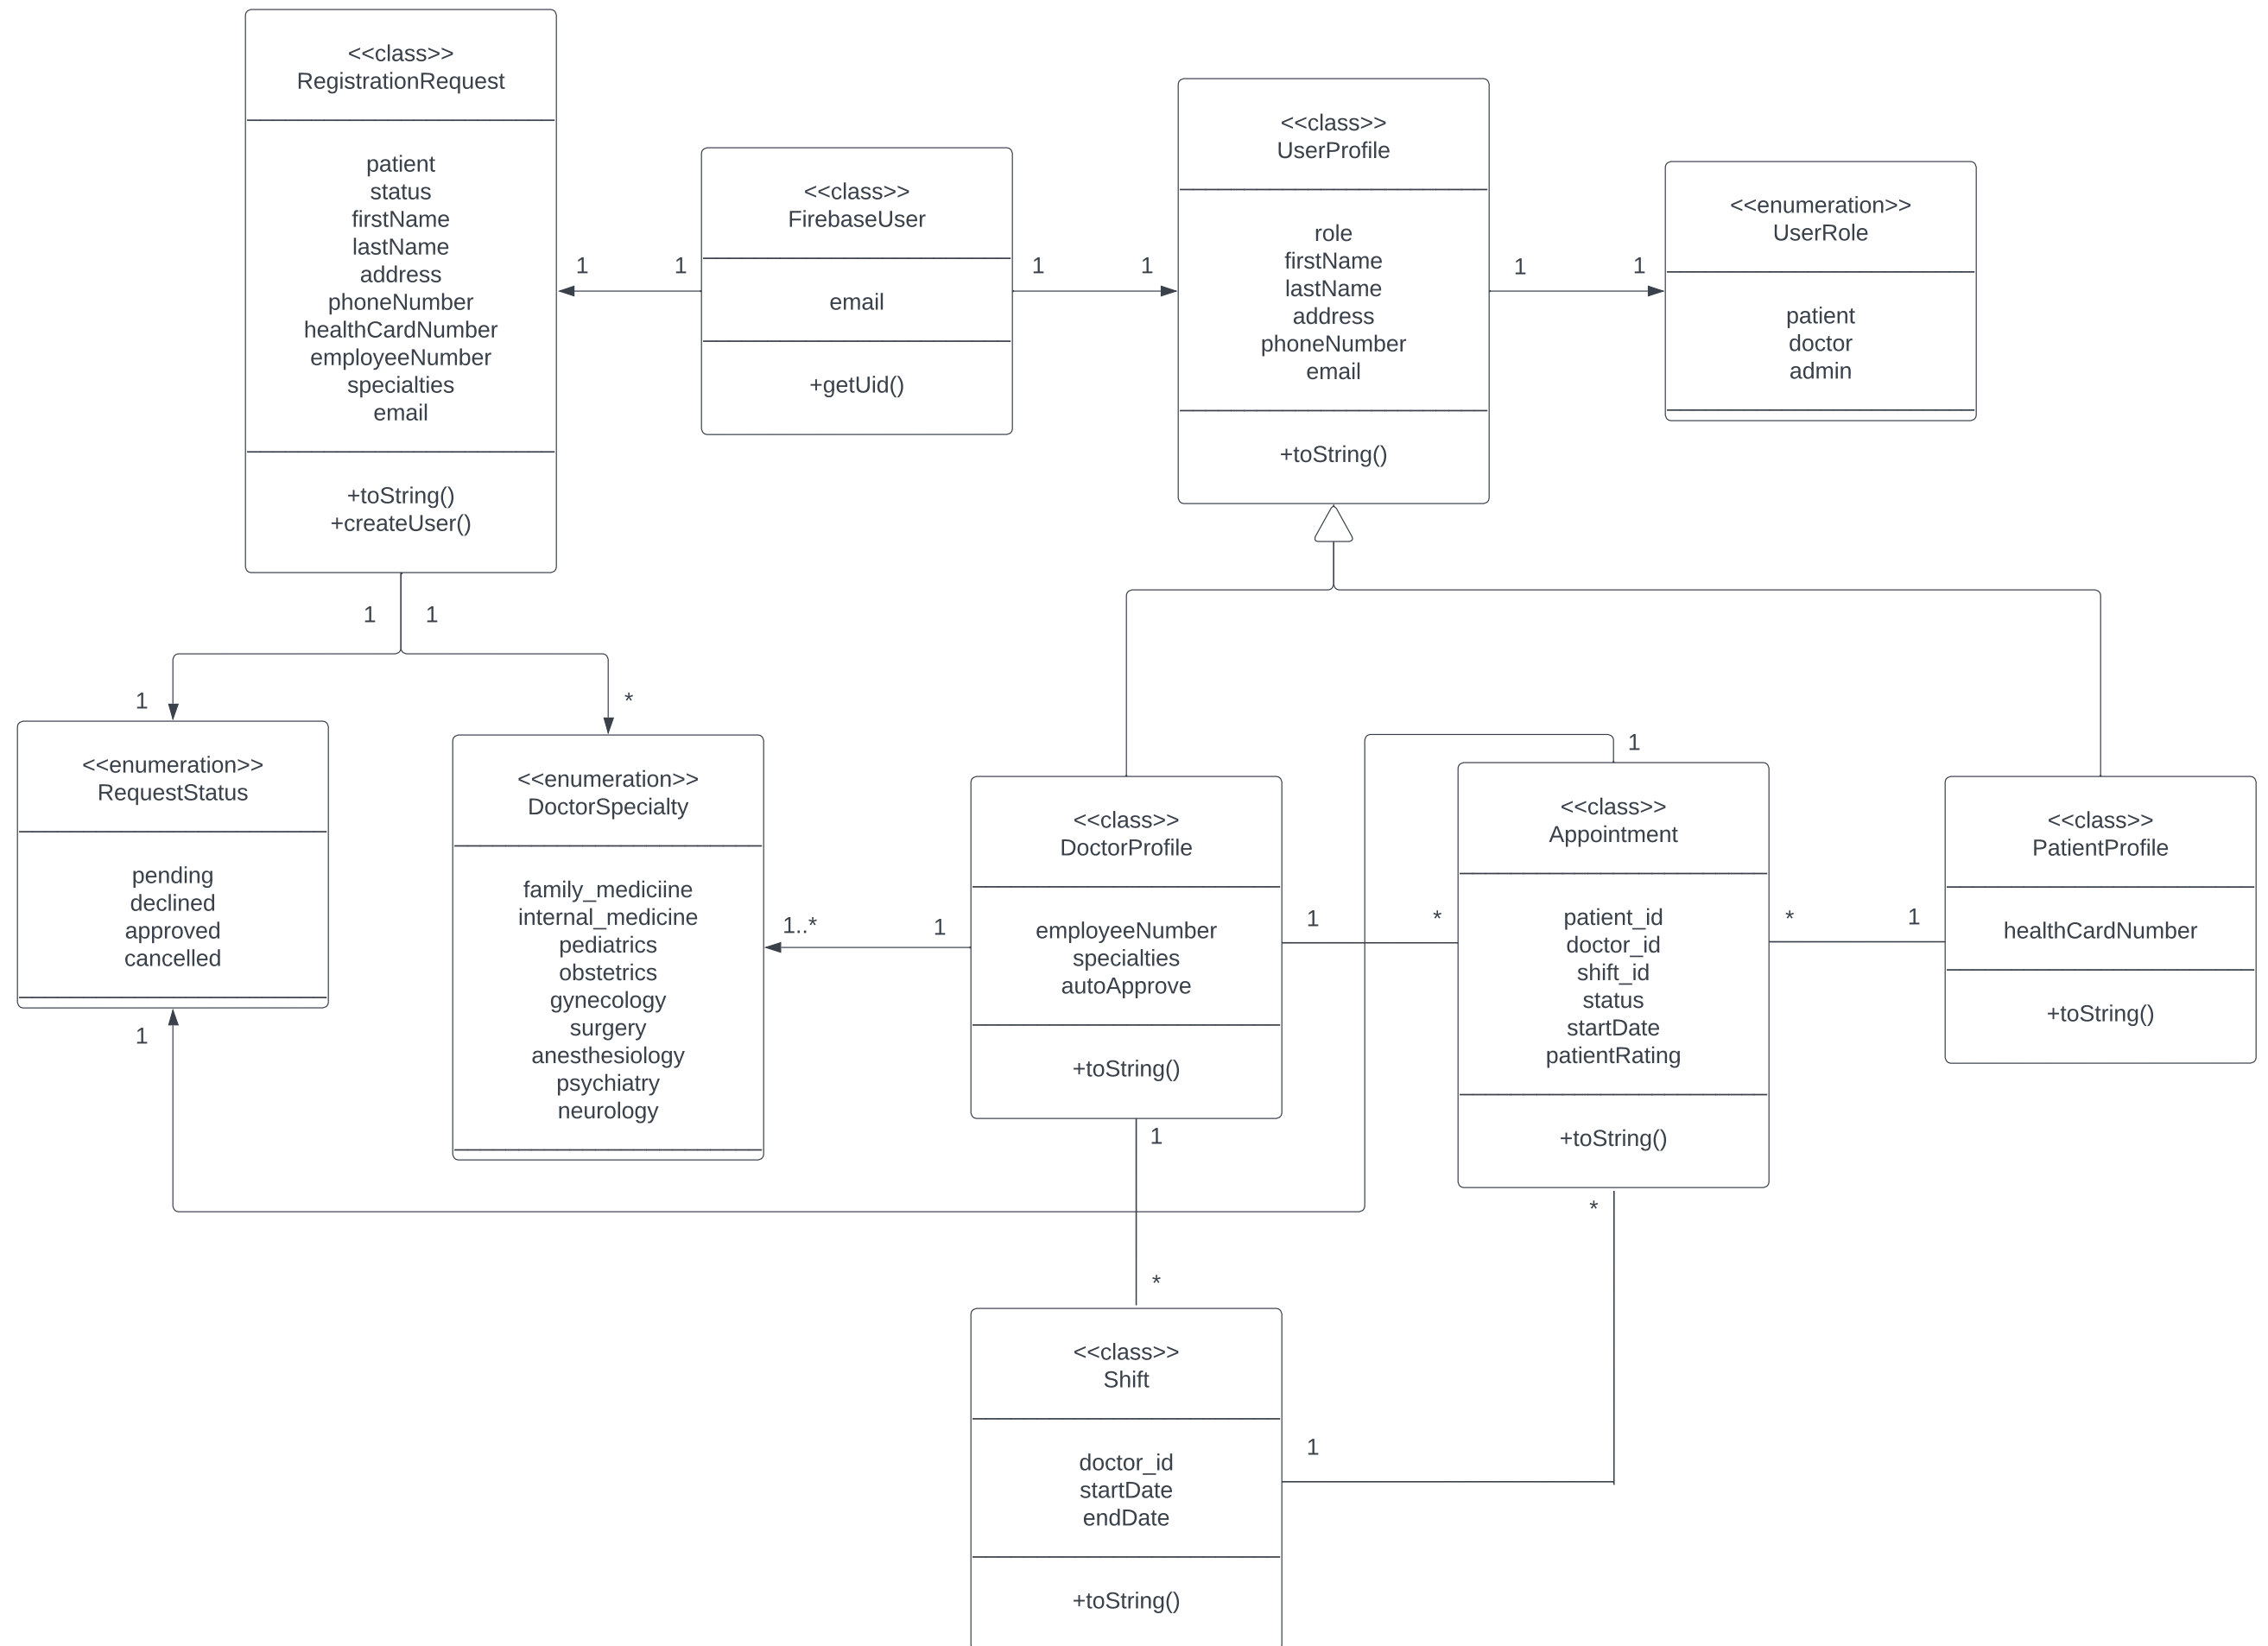 <<class>>
RegistrationRequest
patient
status
firstName
lastName
address
phoneNumber
healthCardNumber
employeeNumber
specialties
email
+toString()
+createUser()
<<class>>
FirebaseUser
email
+getUid()
<<class>>
UserProfile
role
firstName
lastName
address
phoneNumber
email
+toString()
<<enumeration>>
UserRole
patient
doctor
admin
1
1
1
1
1
1
1
1
1
*
<<enumeration>>
RequestStatus
pending
declined
approved
cancelled
1
<<enumeration>>
DoctorSpecialty
family_mediciine
internal_medicine
pediatrics
obstetrics
gynecology
surgery
anesthesiology
psychiatry
neurology
1..*
1
<<class>>
DoctorProfile
employeeNumber
specialties
autoApprove
+toString()
1
*
1
<<class>>
Appointment
patient_id
doctor_id
shift_id
status
startDate
patientRating
+toString()
*
1
<<class>>
PatientProfile
healthCardNumber
+toString()
1
*
*
<<class>>
Shift
doctor_id
startDate
endDate
+toString()
1